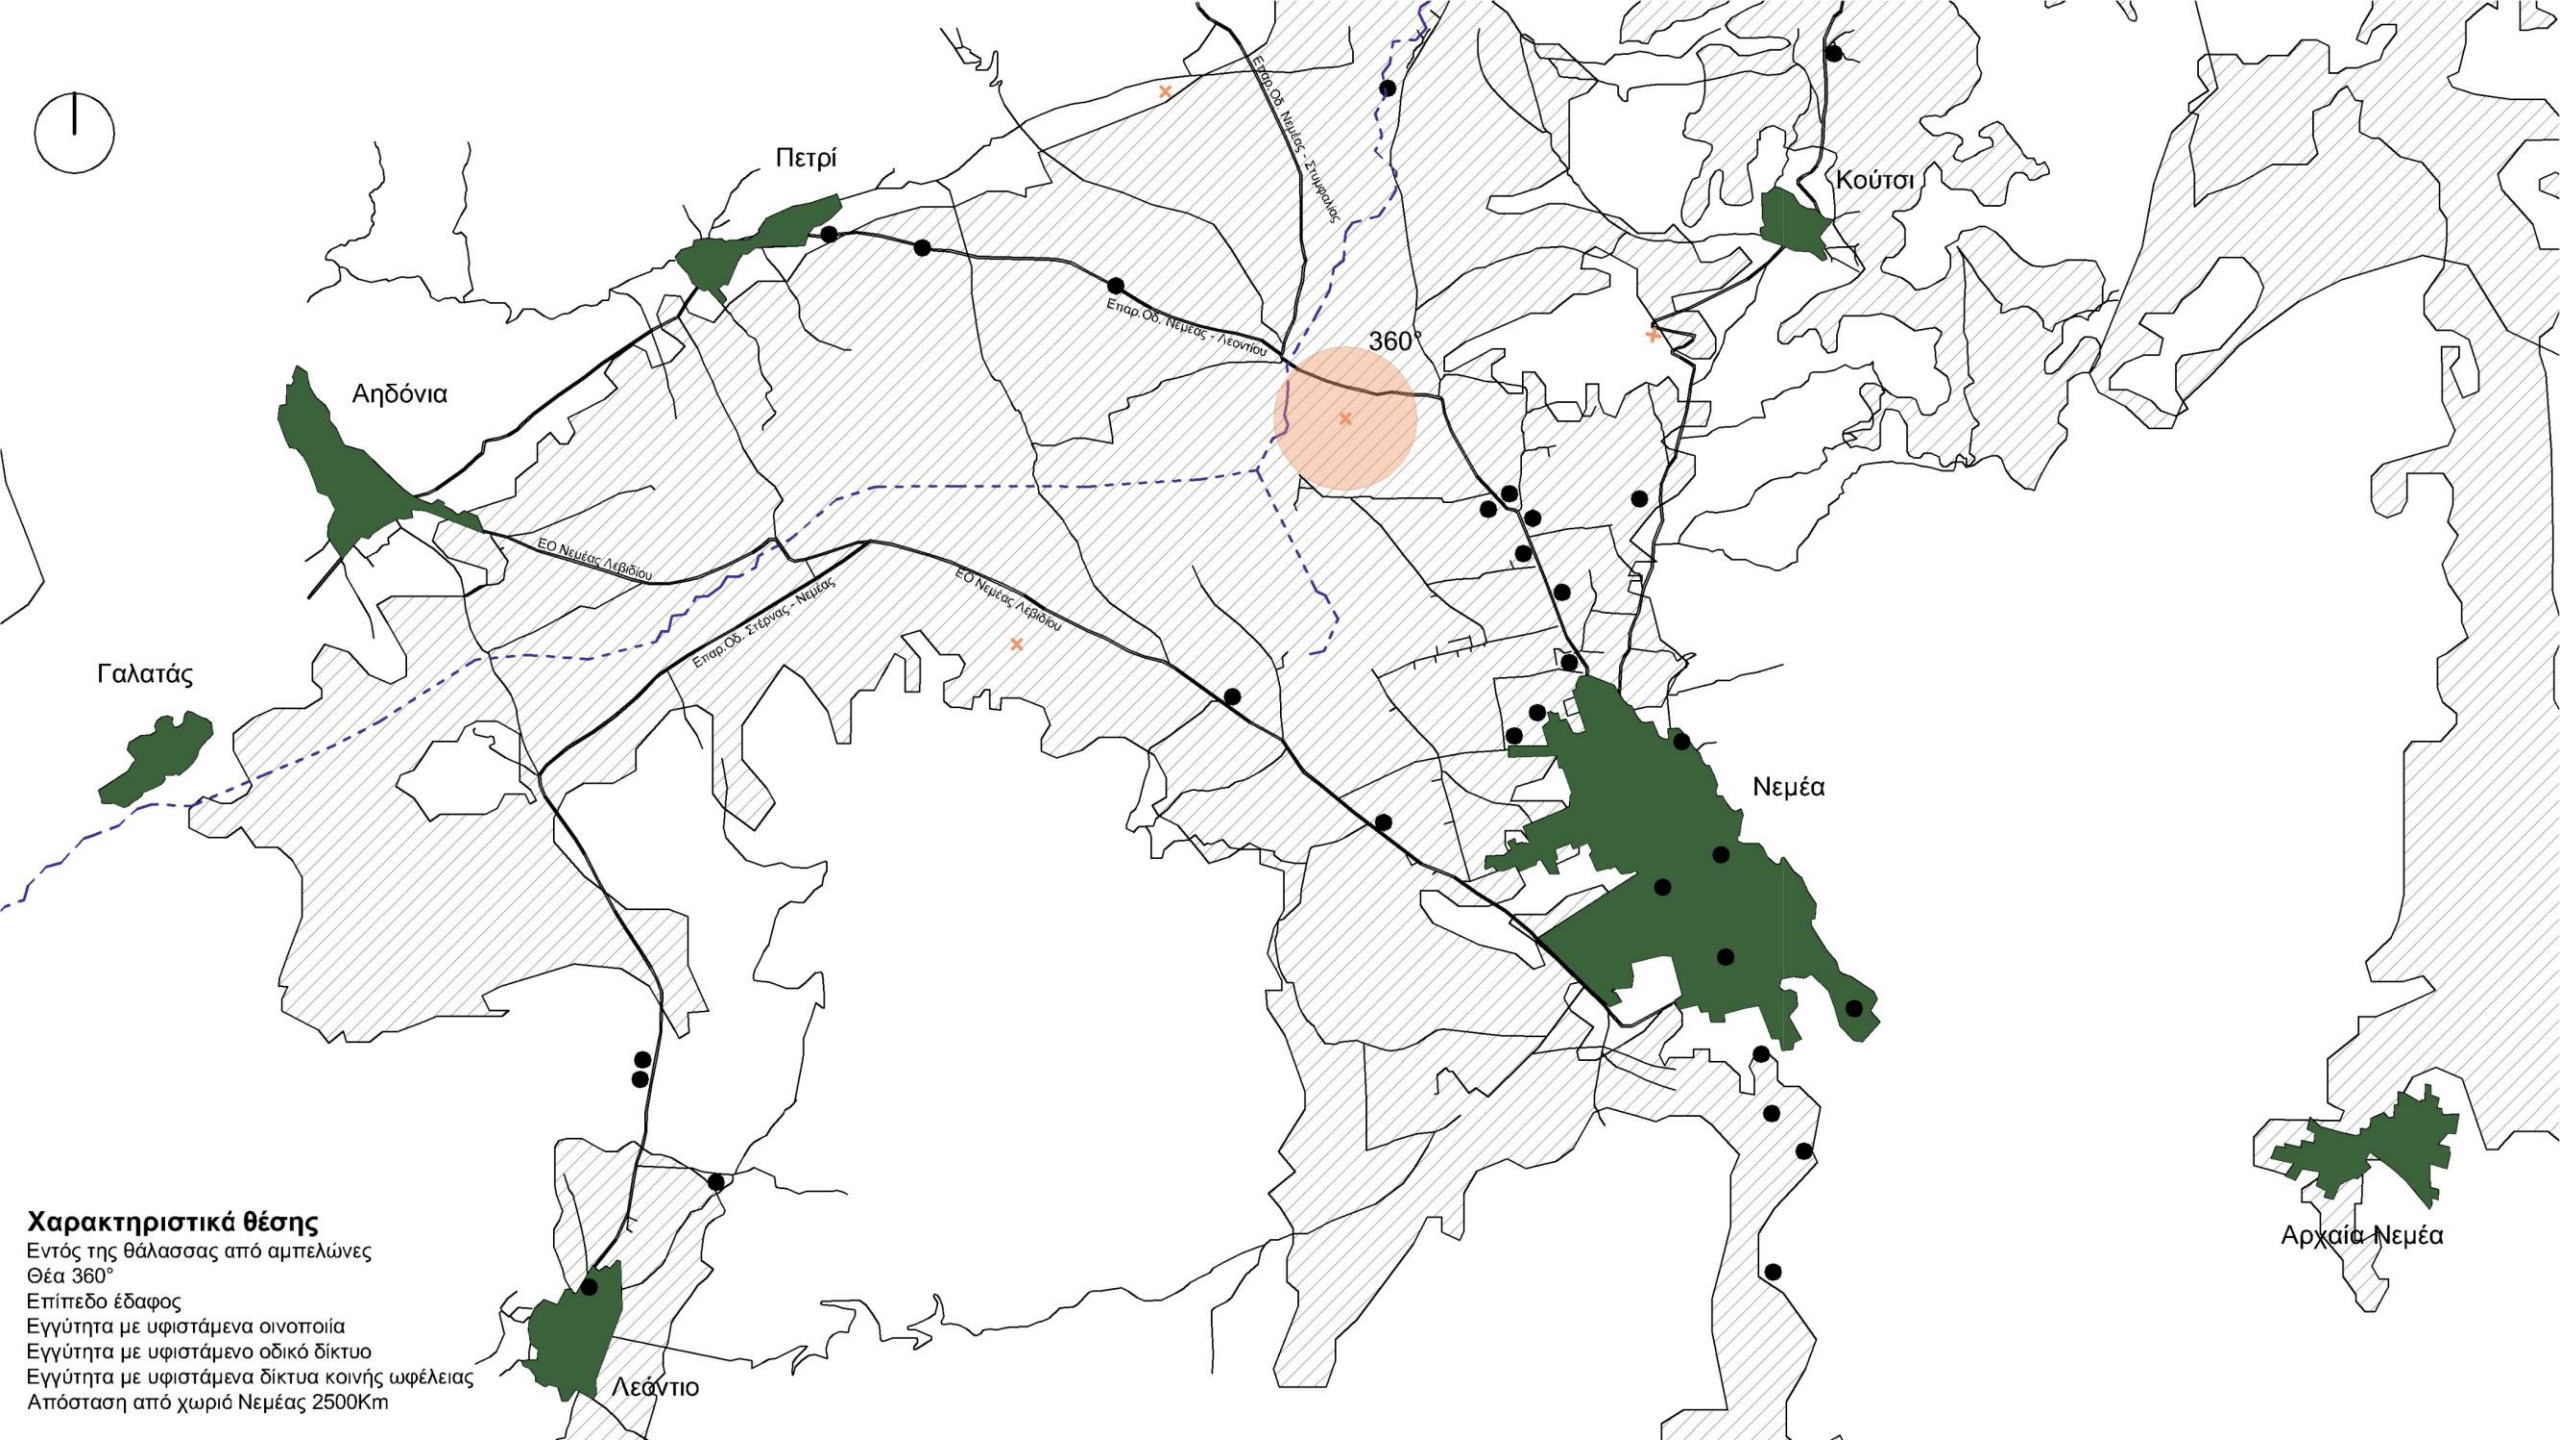 Επαρ.Οδ. Νεμέας - Στυμφαλίας
Πετρί
Κούτσι
Επαρ.Οδ. Νεμέας - Λεοντίου
360°
Αηδόνια
ΕΟ Νεμέας Λεβιδίου
ΕΟ Νεμέας Λεβιδίου
Επαρ.Οδ. Στέρνας - Νεμέας
Γαλατάς
Νεμέα
Χαρακτηριστικά θέσης
Εντός της θάλασσας από αμπελώνες
Θέα 360°
Επίπεδο έδαφος
Εγγύτητα με υφιστάμενα οινοποιία
Εγγύτητα με υφιστάμενο οδικό δίκτυο
Εγγύτητα με υφιστάμενα δίκτυα κοινής ωφέλειας
Απόσταση από χωριό Νεμέας 2500Km
Αρχαία Νεμέα
Λεόντιο